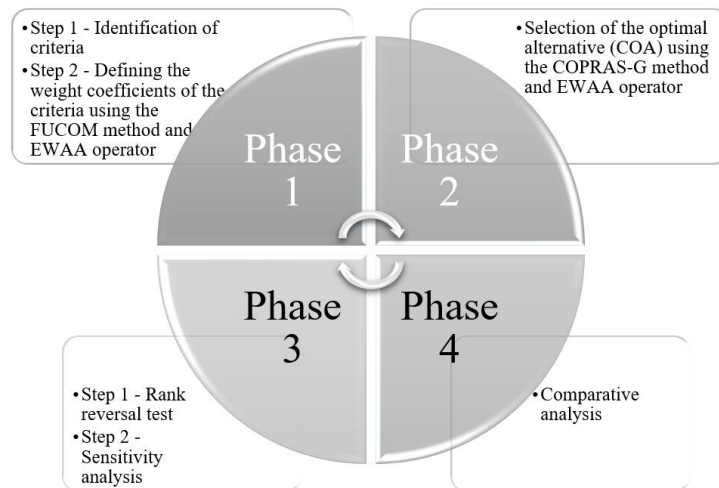 •Step 1 - Identification of
criteria
•Step 2 - Defining the
weight coefficients of the
criteria using the
FUCOM method and
EWAA operator
•Selection of the optimal
alternative (COA) using
the COPRAS-G method
and EWAA operator
Phase
1
Phase
2
Phase
3
Phase
4
•Step 1 - Rank
reversal test
•Step 2 -
Sensitivity
analysis
•Comparative
analysis